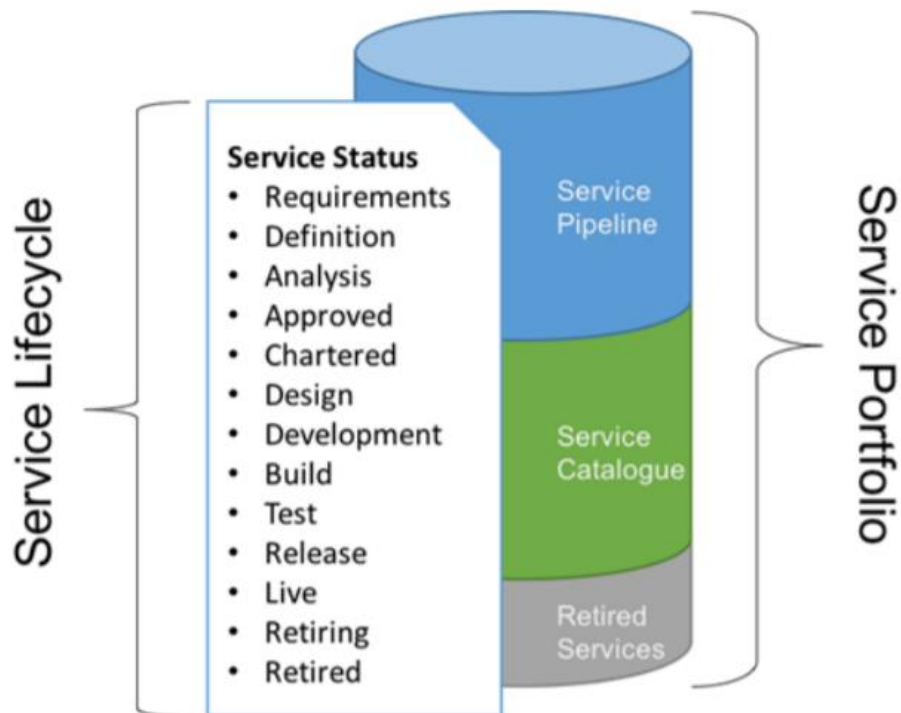 Service Lifecycle
Service Status
• Requirements
• Definition
• Analysis
• Approved
• Chartered
• Design
• Development
• Build
• Test
• Release
• Live
• Retiring
• Retired
Service
Pipeline
Service
Catalogue
Retired
Services
Service Portfolio